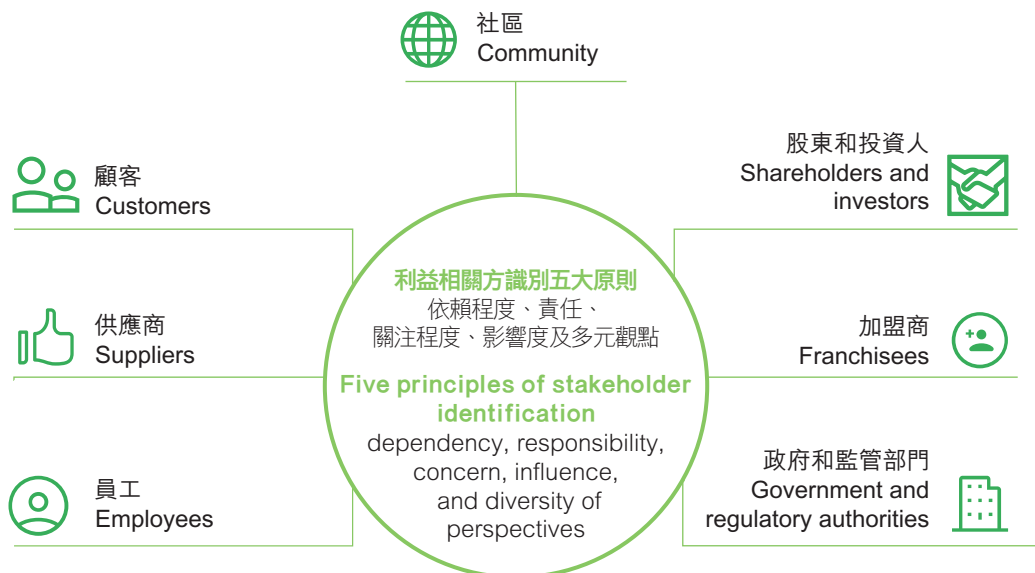 社區
Community
顧客
Customers
供應商
Suppliers
員工
Employees
利益相關方識別五大原則
依賴程度、責任、
關注程度、影響度及多元觀點
Five principles of stakeholder
identification
dependency, responsibility,
concern, influence,
and diversity of
perspectives
股東和投資人
Shareholders and
investors
加盟商
Franchisees
政府和監管部門
Government and
regulatory authorities